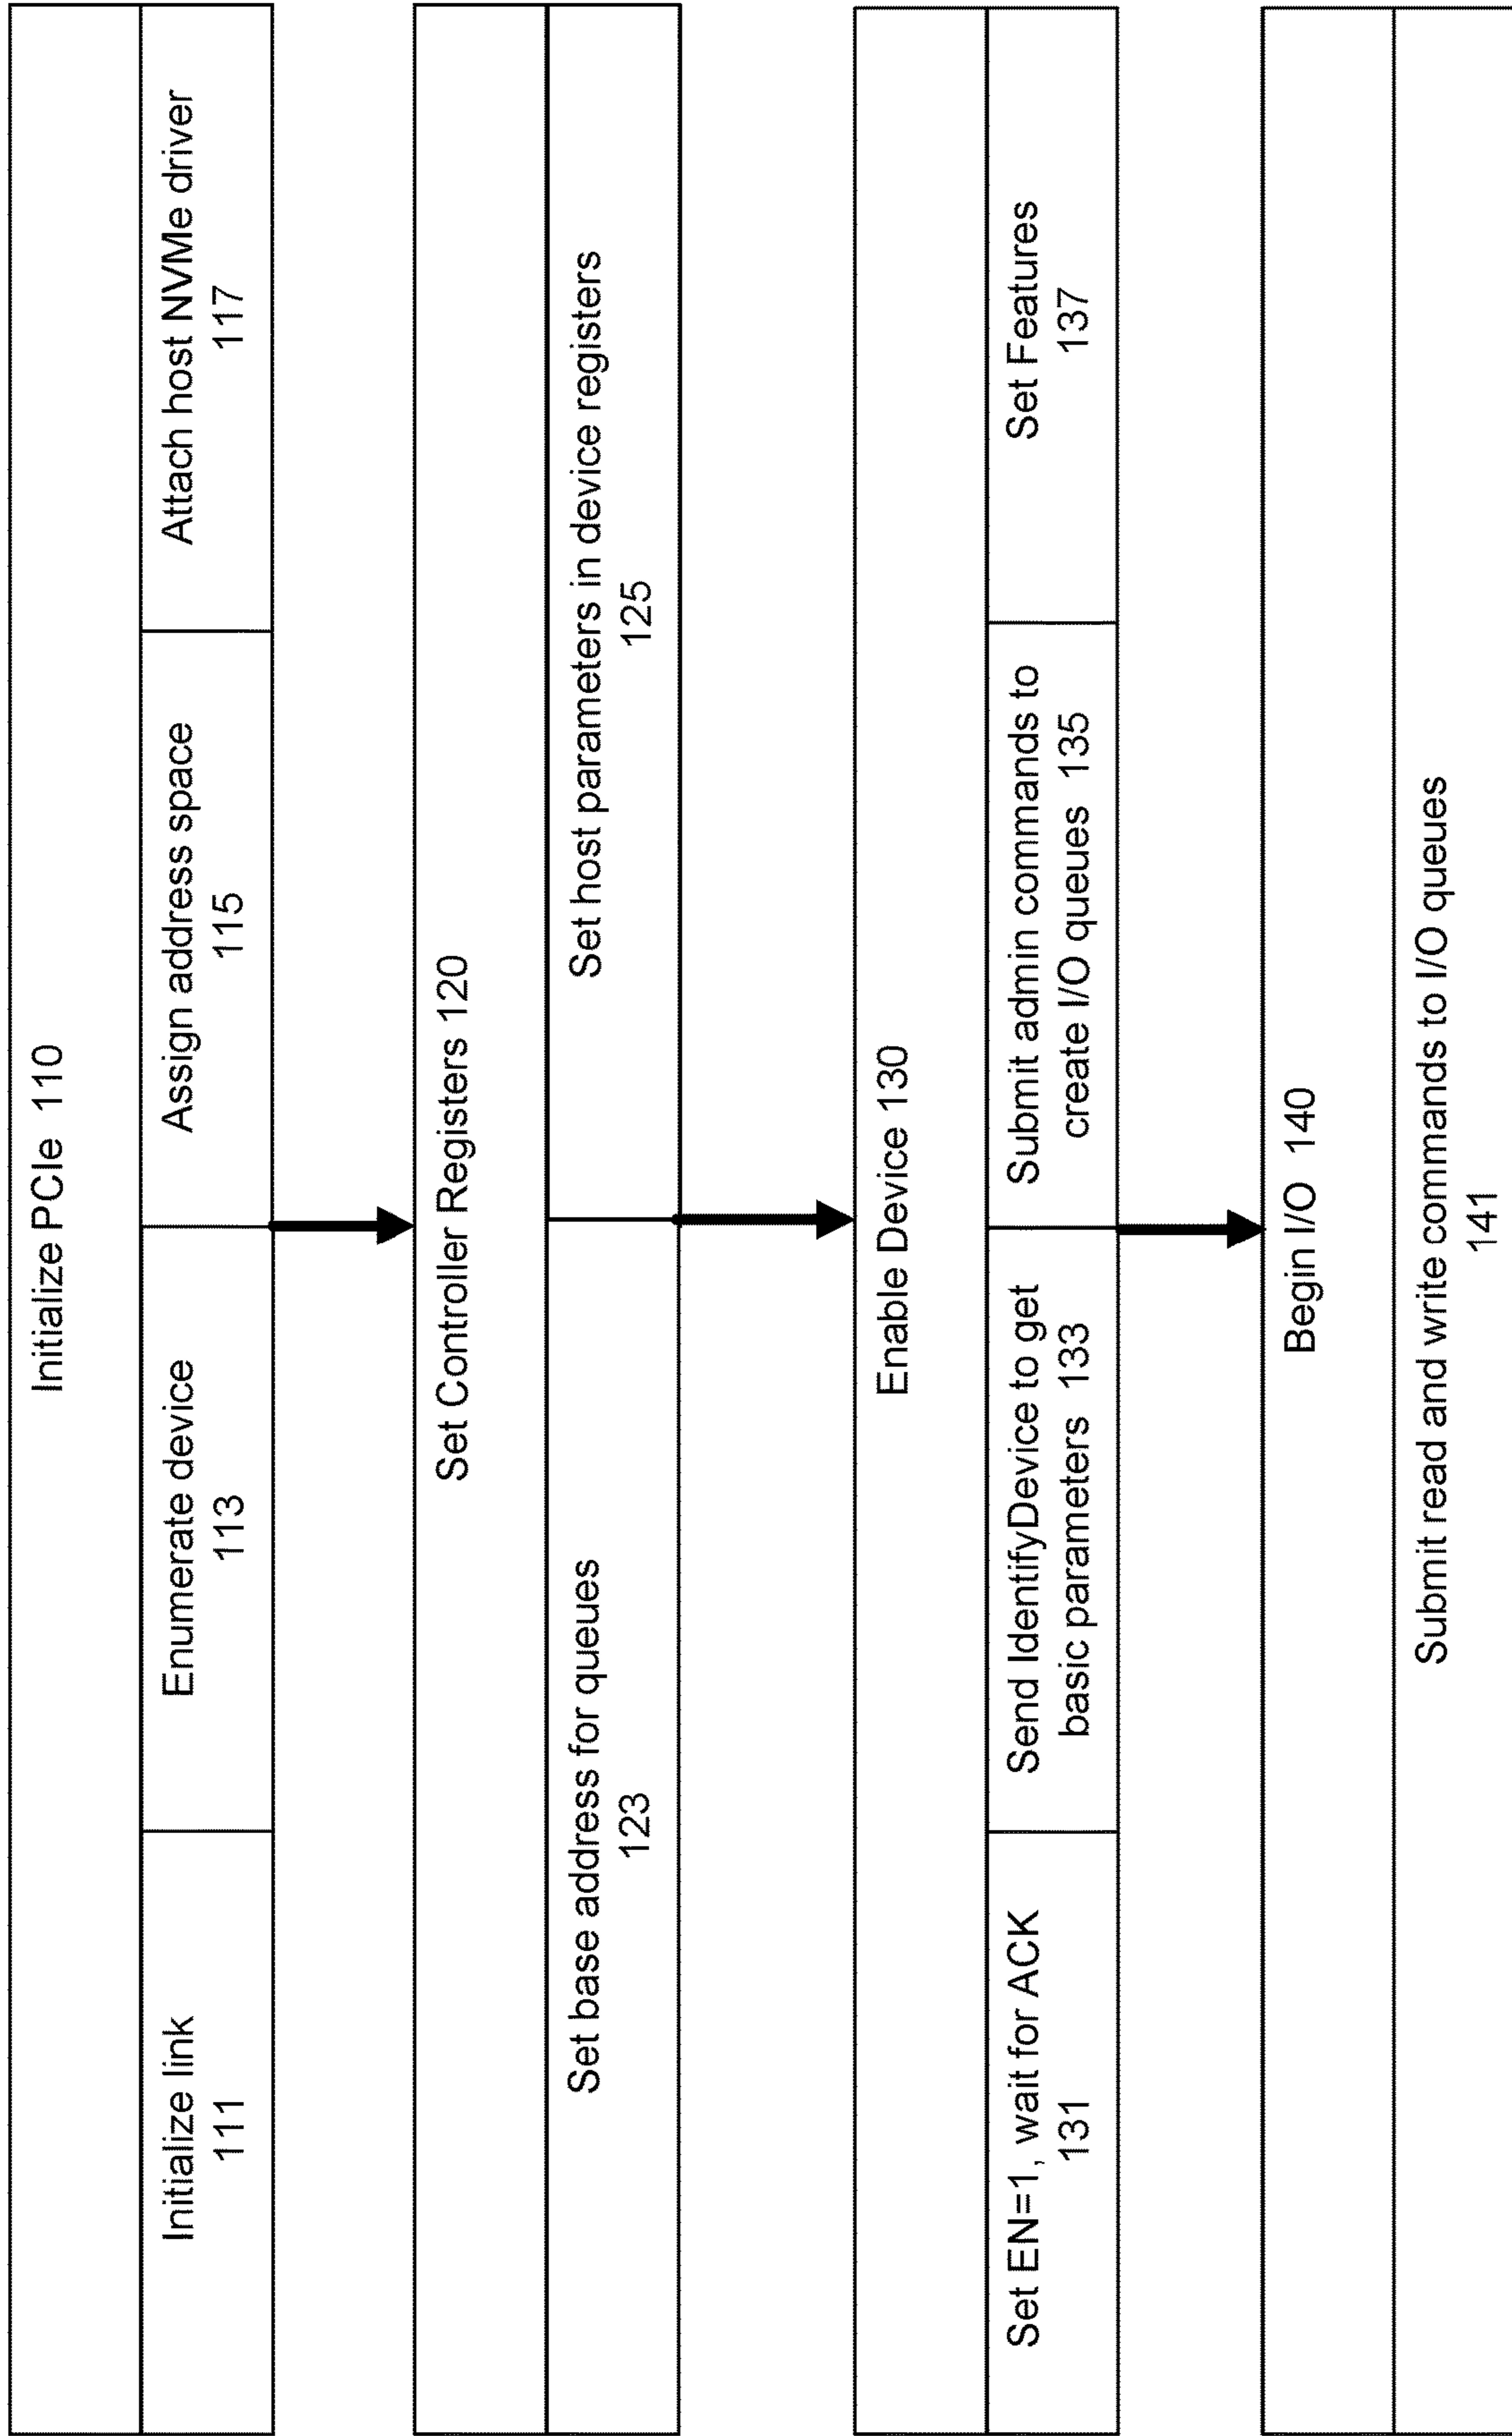 Initialize PCIe 110
Initialize link
111
Enumerate device
113
Assign address space
115
Attach host NVMe driver
117
Set Controller Registers 120
Set base address for queues
123
Set host parameters in device registers
125
Enable Device 130
Set EN=1, wait for ACK
131
Send IdentifyDevice to get
basic parameters 133
Submit admin commands to
create I/O queues 135
Set Features
137
Begin I/O 140
Submit read and write commands to I/O queues
141